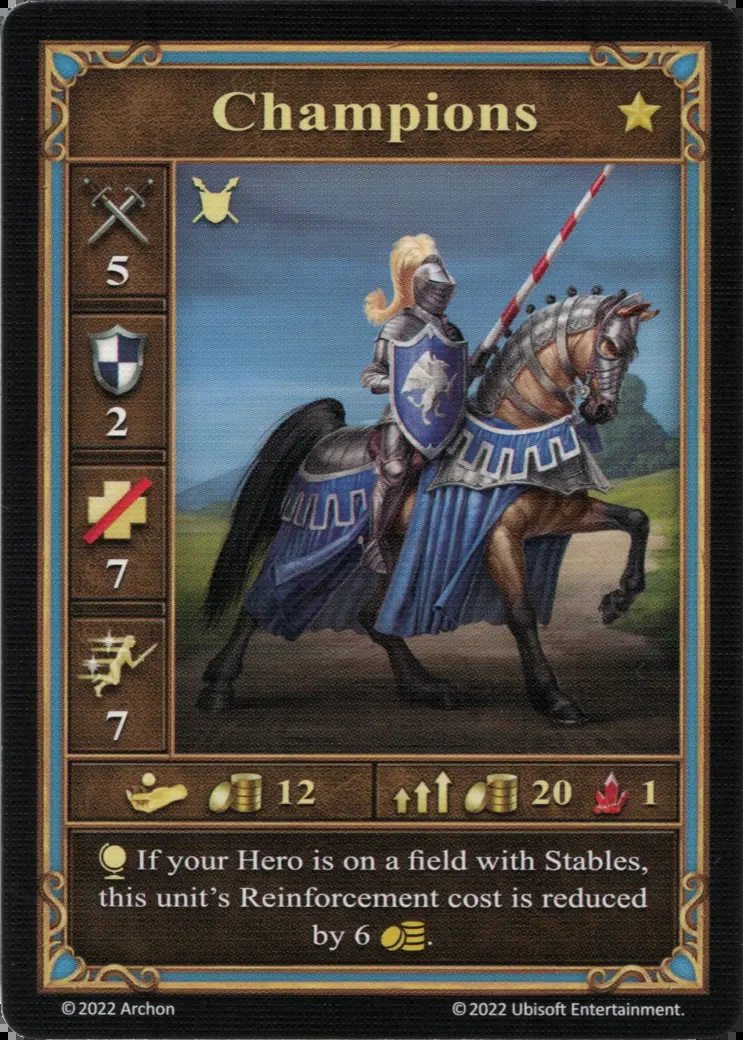 Champions
5
2
7
7
12
20 1
If your Hero is on a field with Stables,
this unit's Reinforcement cost is reduced
by 6 .
© 2022 Archon
© 2022 Ubisoft Entertainment.